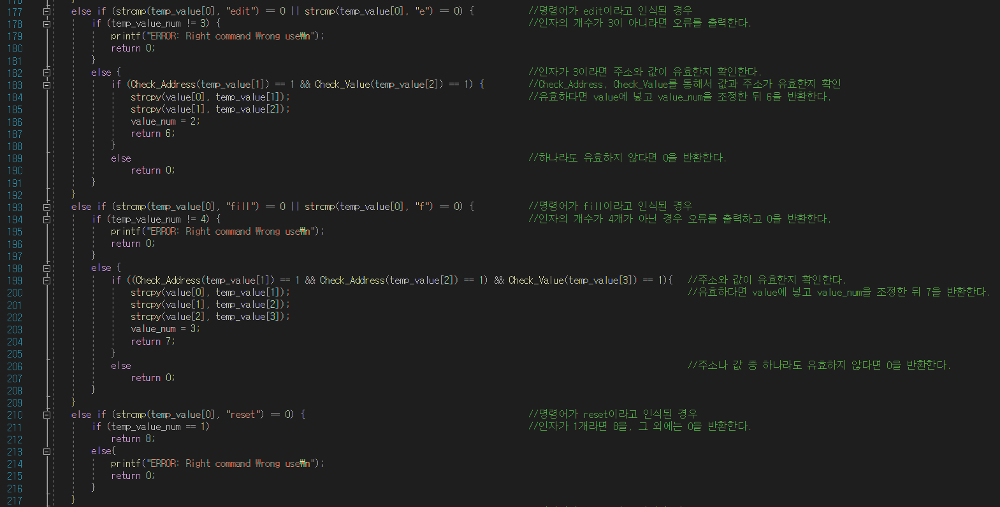 177 else if (strcmp(temp_value[0], "edit") == 0 || strcmp(temp_value[0], "e") == 0) { //명령어가 edit이라고 인식된 경우
178 if (temp_value_num != 3) { //인자의 개수가 3이 아니라면 오류를 출력한다.
179 printf("ERROR: Right command Wrong use₩n");
180 return 0;
181 }
182 else { //인자가 3이라면 주소와 값이 유효한지 확인한다.
183 if (Check_Address(temp_value[1]) == 1 && Check_Value(temp_value[2]) == 1) { //Check_Address, Check_Value를 통해서 값과 주소가 유효한지 확인
184 strcpy(value[0], temp_value[1]); //유효하다면 value에 넣고 value_num을 조정한 뒤 6을 반환한다.
185 strcpy(value[1], temp_value[2]);
186 value_num = 2;
187 return 6;
188 }
189 else //하나라도 유효하지 않다면 0을 반환한다.
190 return 0;
191 }
192 }
193 else if (strcmp(temp_value[0], "fill") == 0 || strcmp(temp_value[0], "f") == 0) { //명령어가 fill이라고 인식된 경우
194 if (temp_value_num != 4) { //인자의 개수가 4개가 아닌 경우 오류를 출력하고 0을 반환한다.
195 printf("ERROR: Right command Wrong use₩n");
196 return 0;
197 }
198 else {
199 if ((Check_Address(temp_value[1]) == 1 && Check_Address(temp_value[2]) == 1) && Check_Value(temp_value[3]) == 1){ //주소와 값이 유효한지 확인한다.
200 strcpy(value[0], temp_value[1]); //유효하다면 value에 넣고 value_num을 조정한 뒤 7을 반환한다.
201 strcpy(value[1], temp_value[2]);
202 strcpy(value[2], temp_value[3]);
203 value_num = 3;
204 return 7;
205 }
206 else //주소나 값 중 하나라도 유효하지 않다면 0을 반환한다.
207 return 0;
208 }
209 }
210 else if (strcmp(temp_value[0], "reset") == 0) { //명령어가 reset이라고 인식된 경우
211 if (temp_value_num == 1) //인자가 1개라면 8을, 그 외에는 0을 반환한다.
212 return 8;
213 else{
214 printf("ERROR: Right command Wrong use₩n");
215 return 0;
216 }
217 }